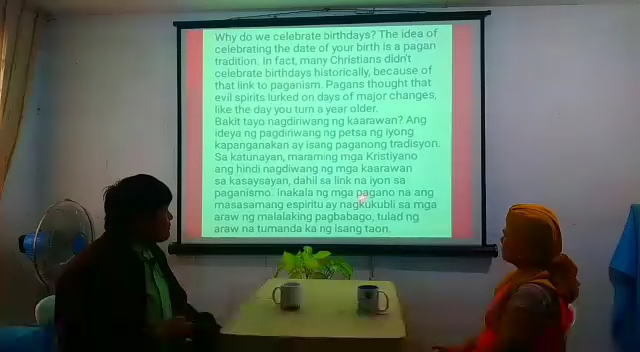 Why do we celebrate birthdays? The idea of
celebrating the date of your birth is a pagan
tradition. In fact, many Christians didn't
celebrate birthdays historically, because of
that link to paganism. Pagans thought that
evil spirits lurked on days of major changes,
like the day you turn a year older.
Bakit tayo nagdiriwang ng kaarawan? Ang
ideya ng pagdiriwang ng petsa ng iyong
kapanganakan ay isang paganong tradisyon.
Sa katunayan, maraming mga Kristiyano
ang hindi nagdiwang ng mga kaarawan
sa kasaysayan, dahil sa link na iyon sa
paganismo. Inakala ng mga pagano na ang
masasamang espiritu ay nagkukubli sa mga
araw ng malalaking pagbabago, tulad ng
araw na tumanda ka ng isang taon.